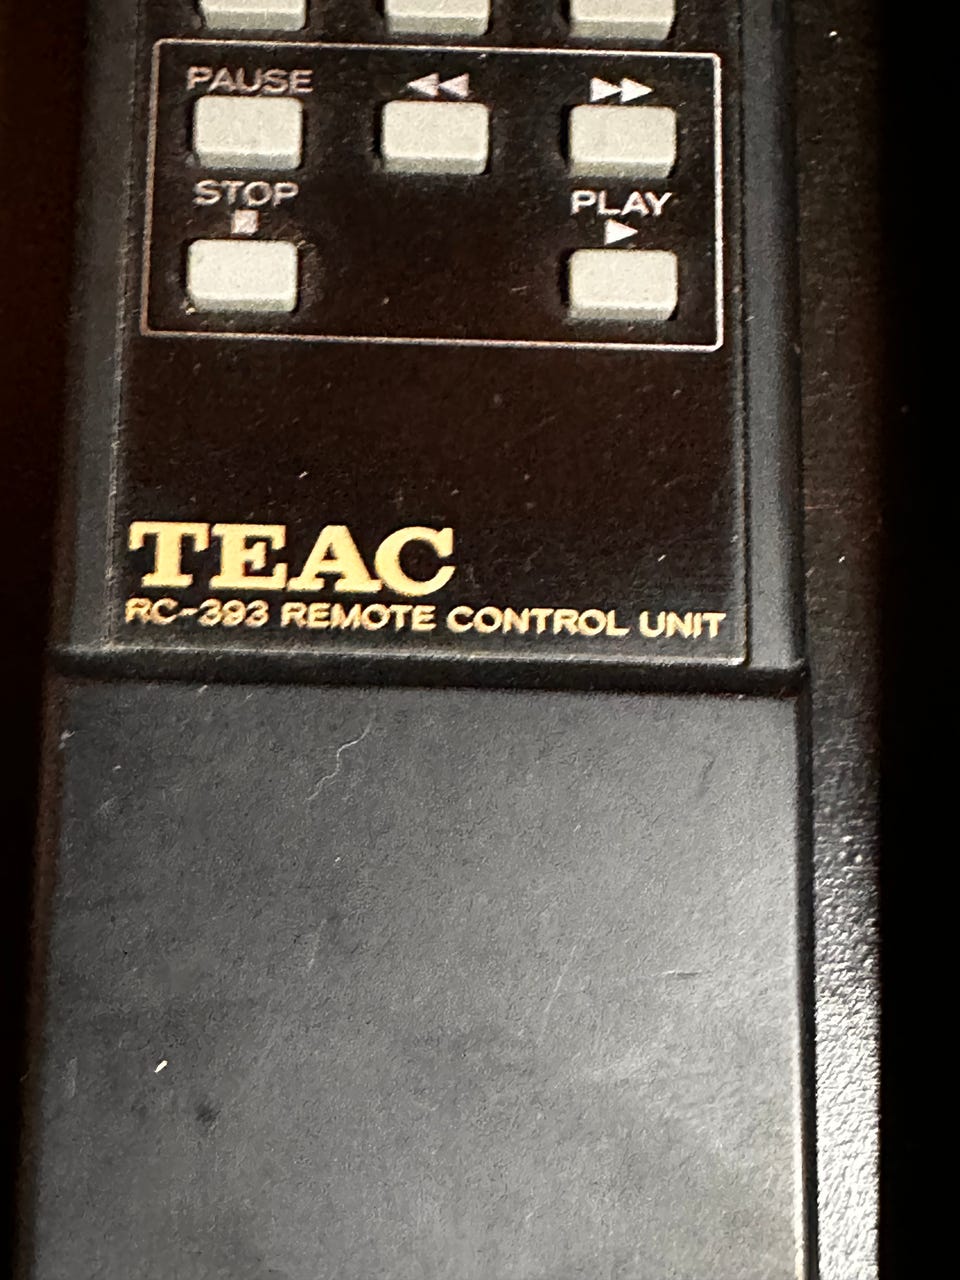 PAUSE ◀◀ ▶▶
STOP PLAY
■ ▶
TEAC
RC-393 REMOTE CONTROL UNIT